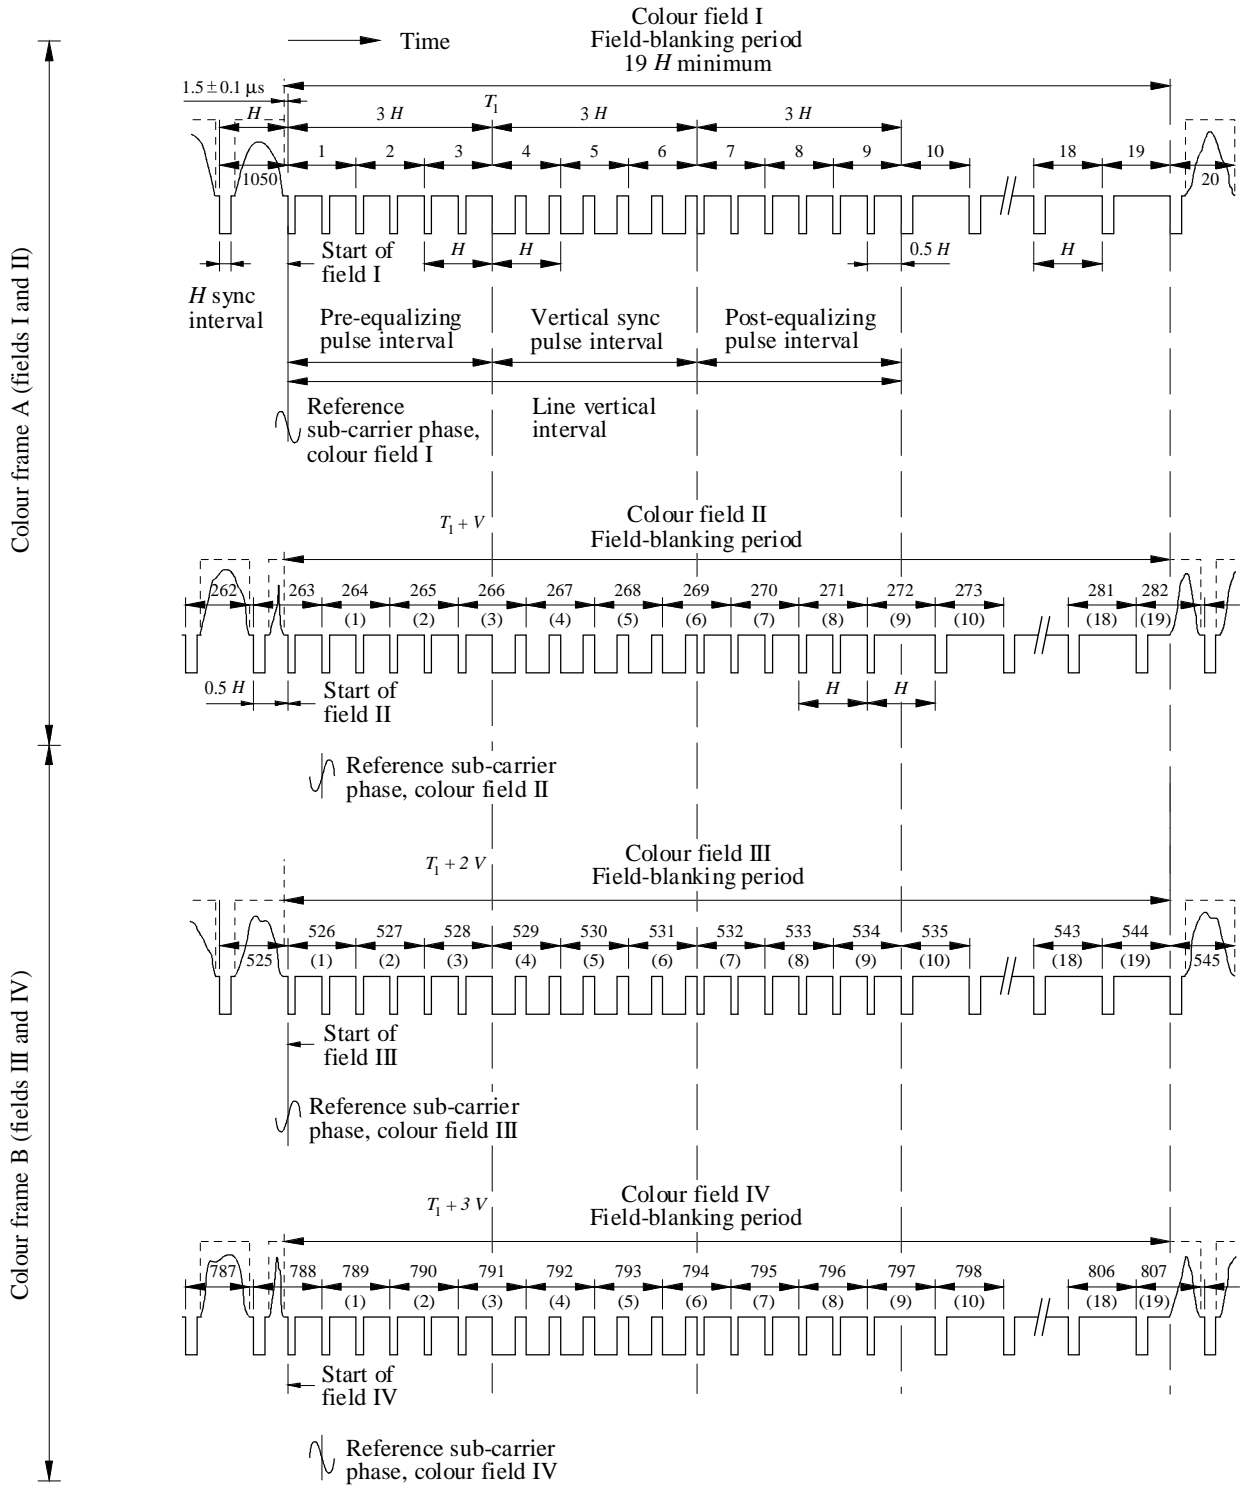 Colour field I
Field-blanking period
19 H minimum
Time
1.5 ± 0.1 µs
H
3 H
T1
3 H
3 H
1 2 3 4 5 6 7 8 9 10 18 19
1050
20
Start of
field I
H
H
0.5 H
H
H sync
interval
Pre-equalizing
pulse interval
Vertical sync
pulse interval
Post-equalizing
pulse interval
Reference
sub-carrier phase,
colour field I
Line vertical
interval
Colour frame A (fields I and II)
T1 + V
Colour field II
Field-blanking period
262 263 264 265 266 267 268 269 270 271 272 273 281 282
(1) (2) (3) (4) (5) (6) (7) (8) (9) (10) (18) (19)
0.5 H
Start of
field II
H
H
Reference sub-carrier
phase, colour field II
T1 + 2 V
Colour field III
Field-blanking period
526 527 528 529 530 531 532 533 534 535 543 544
525 (1) (2) (3) (4) (5) (6) (7) (8) (9) (10) (18) (19) 545
Start of
field III
Reference sub-carrier
phase, colour field III
Colour frame B (fields III and IV)
T1 + 3 V
Colour field IV
Field-blanking period
787 788 789 790 791 792 793 794 795 796 797 798 806 807
(1) (2) (3) (4) (5) (6) (7) (8) (9) (10) (18) (19)
Start of
field IV
Reference sub-carrier
phase, colour field IV